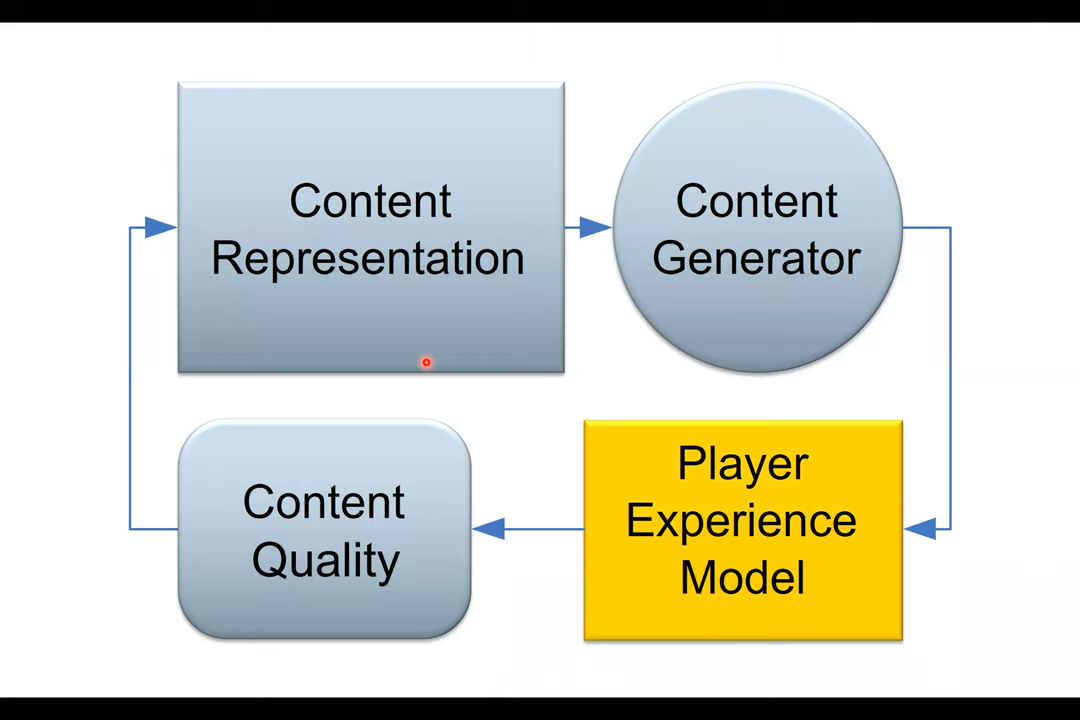 Content
Representation
Content
Generator
Content
Quality
Player
Experience
Model